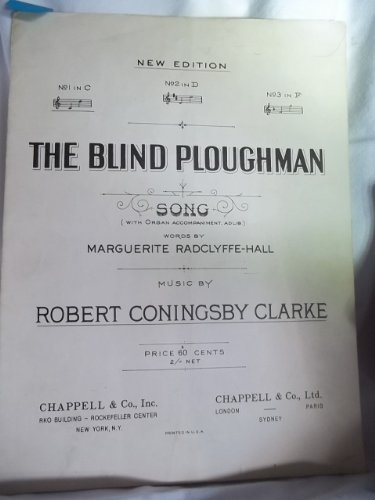 NEW EDITION
No1 IN C
No2 IN D
No3 IN F
THE BLIND PLOUGHMAN
SONG
(WITH ORGAN ACCOMPANIMENT, AD LIB:)
WORDS BY
MARGUERITE RADCLYFFE-HALL
MUSIC BY
ROBERT CONINGSBY CLARKE
PRICE 60 CENTS
2/- NET
CHAPPELL & Co., Inc.
RKO BUILDING - ROCKEFELLER CENTER
NEW YORK, N.Y.
CHAPPELL & Co., Ltd.
LONDON — PARIS
SYDNEY
PRINTED IN U.S.A.